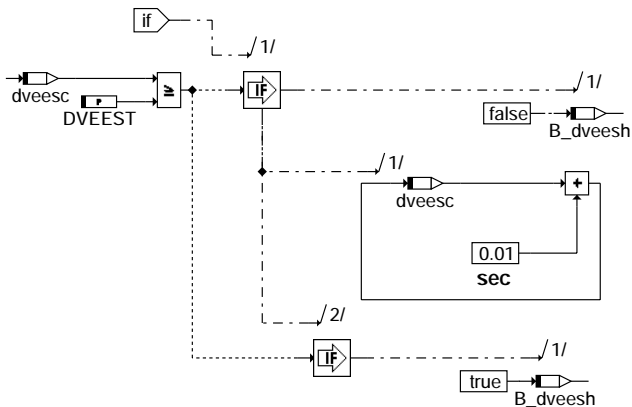 if
/1/
dveesc
P
DVEEST
≥
IF
/1/
false
B_dveesh
/1/
dveesc
+
0.01
sec
/2/
IF
/1/
true
B_dveesh